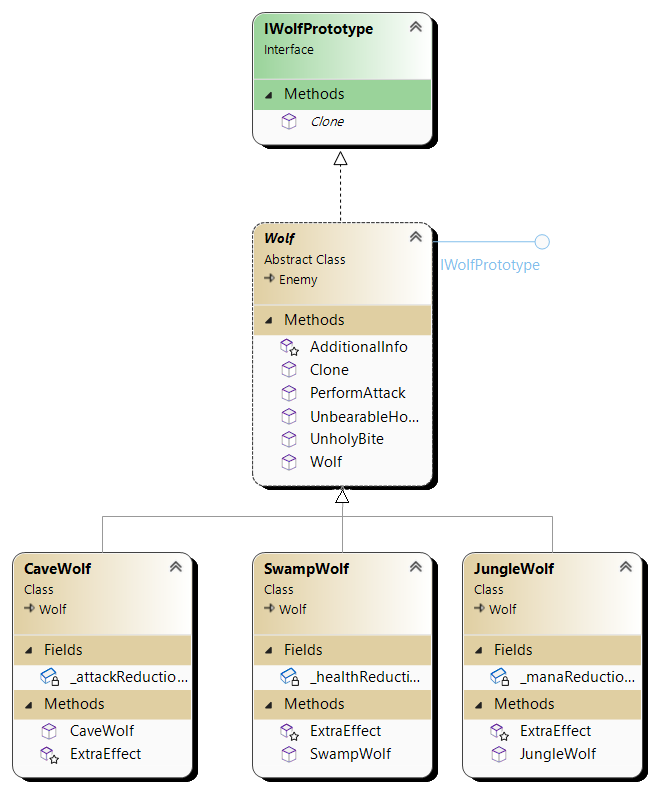 IWolfPrototype
Interface
Methods
Clone
Wolf
Abstract Class
Enemy
IWolfPrototype
Methods
AdditionalInfo
Clone
PerformAttack
UnbearableHo...
UnholyBite
Wolf
CaveWolf
Class
Wolf
Fields
_attackReductio...
Methods
CaveWolf
ExtraEffect
SwampWolf
Class
Wolf
Fields
_healthReducti...
Methods
ExtraEffect
SwampWolf
JungleWolf
Class
Wolf
Fields
_manaReductio...
Methods
ExtraEffect
JungleWolf